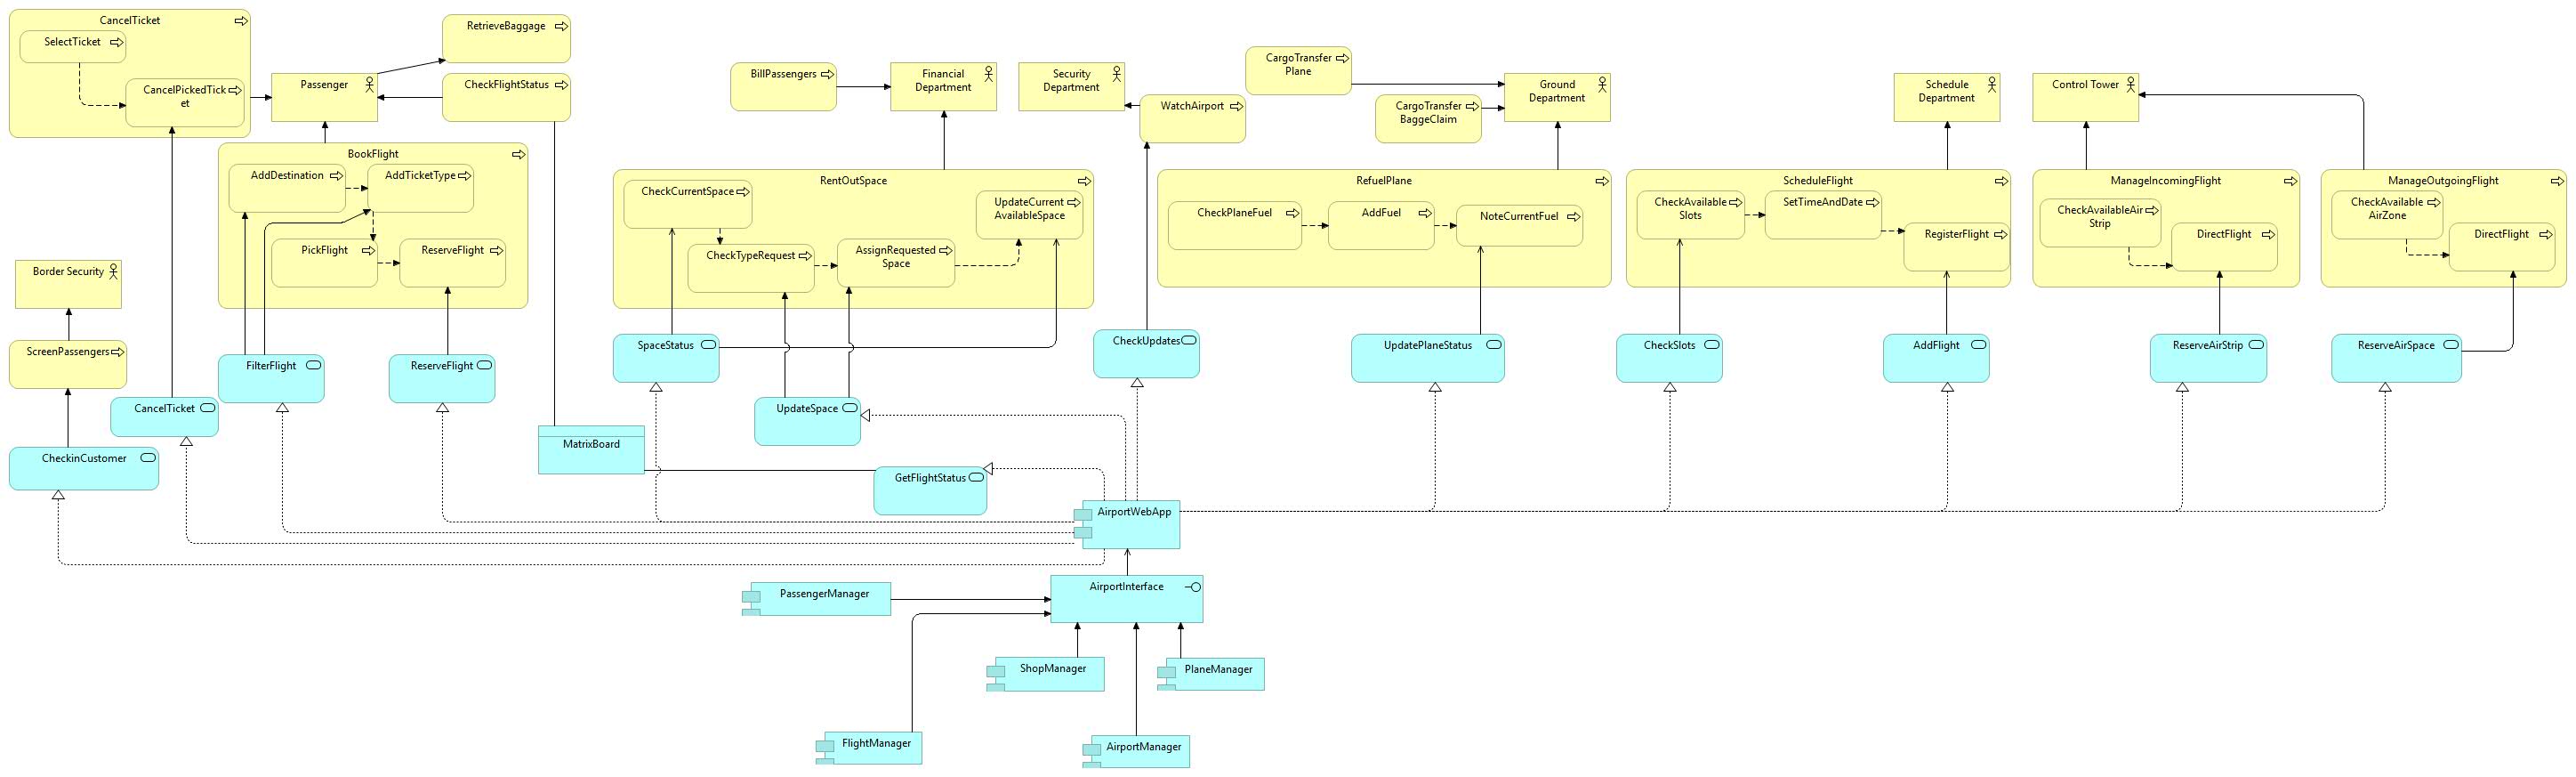 CancelTicket
SelectTicket
CancelPickedTick
et
Passenger
RetrieveBaggage
CheckFlightStatus
BookFlight
AddDestination
AddTicketType
PickFlight
ReserveFlight
Border Security
ScreenPassengers
CheckinCustomer
CancelTicket
FilterFlight
ReserveFlight
MatrixBoard
BillPassengers
Financial
Department
Security
Department
WatchAirport
CargoTransfer
Plane
CargoTransfer
BaggeClaim
Ground
Department
Schedule
Department
Control Tower
RentOutSpace
CheckCurrentSpace
UpdateCurrent
AvailableSpace
CheckTypeRequest
AssignRequested
Space
RefuelPlane
CheckPlaneFuel
AddFuel
NoteCurrentFuel
ScheduleFlight
CheckAvailable
Slots
SetTimeAndDate
RegisterFlight
ManageIncomingFlight
CheckAvailableAir
Strip
DirectFlight
ManageOutgoingFlight
CheckAvailable
AirZone
DirectFlight
SpaceStatus
UpdateSpace
CheckUpdates
UpdatePlaneStatus
CheckSlots
AddFlight
ReserveAirStrip
ReserveAirSpace
GetFlightStatus
AirportWebApp
AirportInterface
PassengerManager
ShopManager
PlaneManager
FlightManager
AirportManager